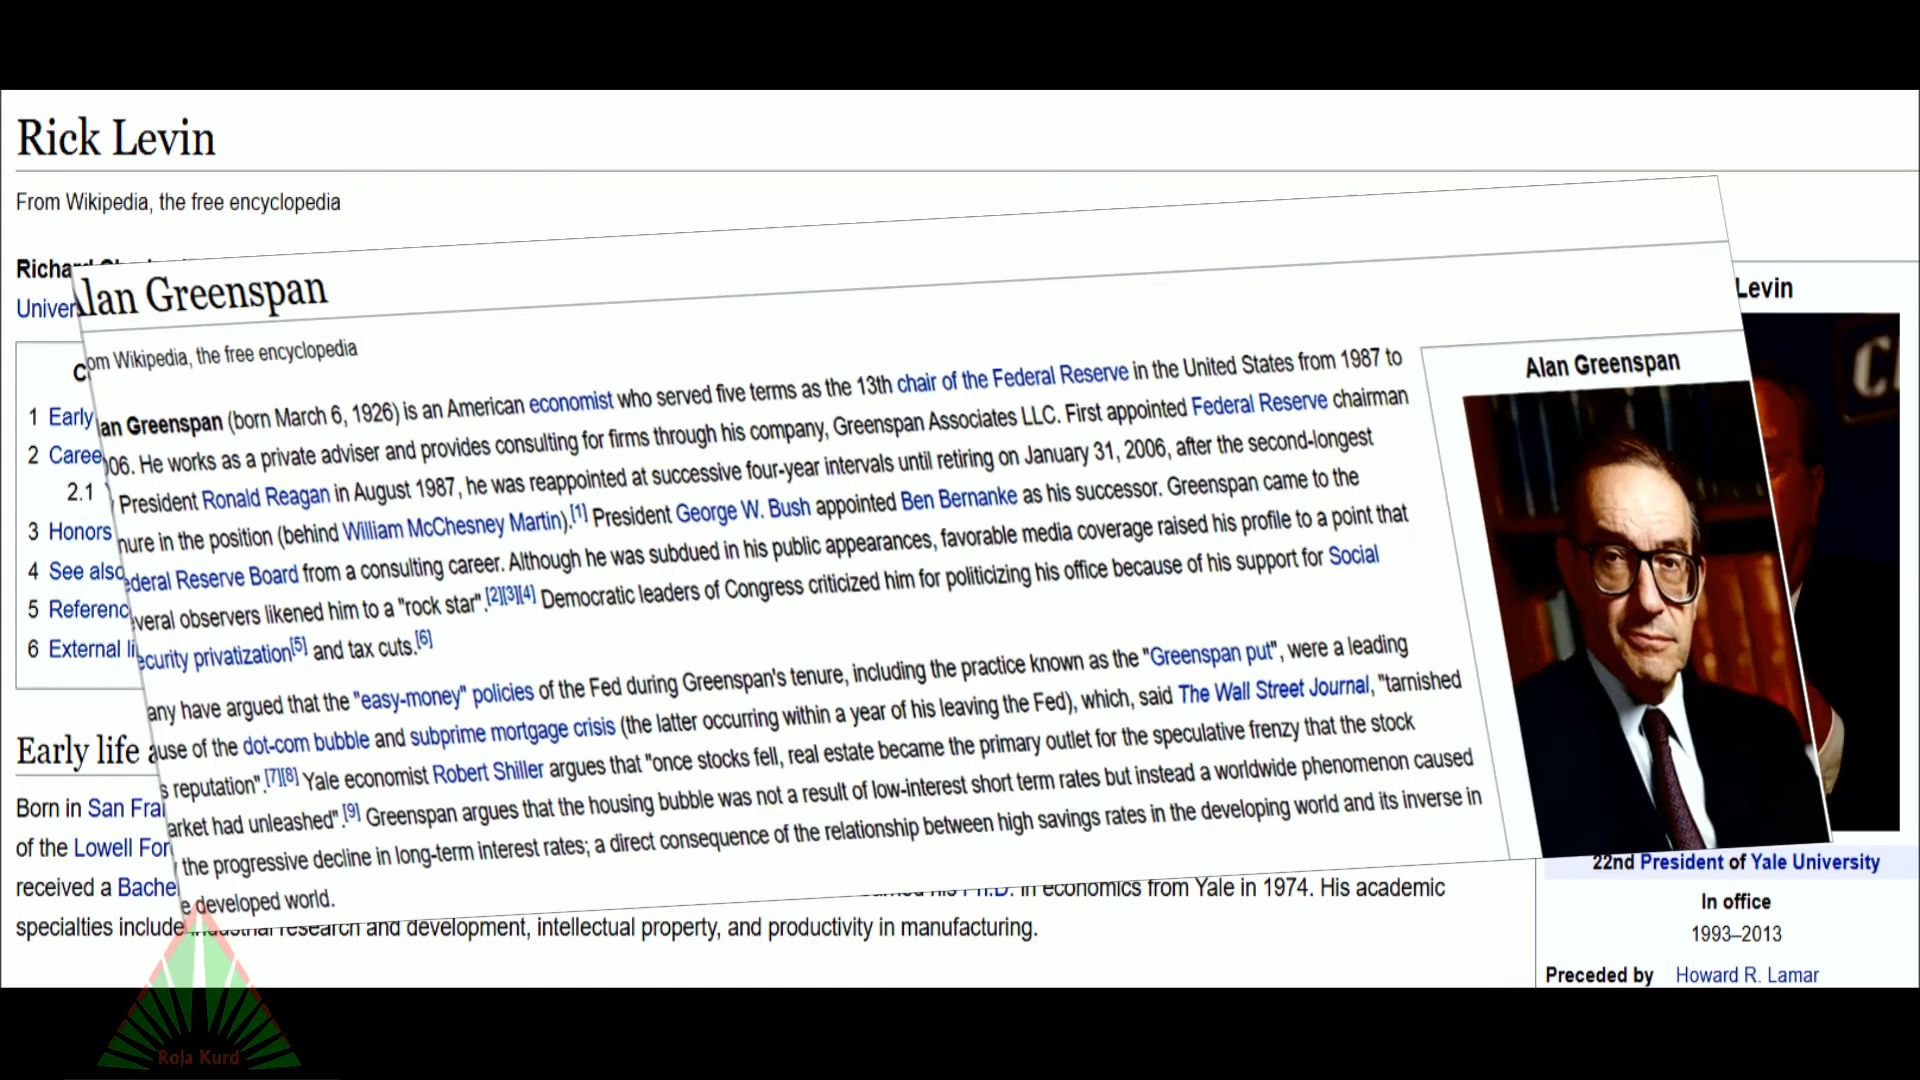 Rick Levin
From Wikipedia, the free encyclopedia
Richard
Univer
1 Early
2 Caree
2.1
3 Honors
4 See also
5 Referenc
6 External li
Early life
Born in San Fra
of the Lowell For
received a Bache
Ph.D. in economics from Yale in 1974. His academic
specialties include industrial research and development, intellectual property, and productivity in manufacturing.
Levin
22nd President of Yale University
In office
1993–2013
Preceded by Howard R. Lamar
Alan Greenspan
om Wikipedia, the free encyclopedia
an Greenspan (born March 6, 1926) is an American economist who served five terms as the 13th chair of the Federal Reserve in the United States from 1987 to
06. He works as a private adviser and provides consulting for firms through his company, Greenspan Associates LLC. First appointed Federal Reserve chairman
President Ronald Reagan in August 1987, he was reappointed at successive four-year intervals until retiring on January 31, 2006, after the second-longest
nure in the position (behind William McChesney Martin).[1] President George W. Bush appointed Ben Bernanke as his successor. Greenspan came to the
ederal Reserve Board from a consulting career. Although he was subdued in his public appearances, favorable media coverage raised his profile to a point that
veral observers likened him to a "rock star".[2][3][4] Democratic leaders of Congress criticized him for politicizing his office because of his support for Social
ecurity privatization[5] and tax cuts.[6]
any have argued that the "easy-money" policies of the Fed during Greenspan's tenure, including the practice known as the "Greenspan put", were a leading
use of the dot-com bubble and subprime mortgage crisis (the latter occurring within a year of his leaving the Fed), which, said The Wall Street Journal, "tarnished
s reputation".[7][8] Yale economist Robert Shiller argues that "once stocks fell, real estate became the primary outlet for the speculative frenzy that the stock
arket had unleashed".[9] Greenspan argues that the housing bubble was not a result of low-interest short term rates but instead a worldwide phenomenon caused
the progressive decline in long-term interest rates; a direct consequence of the relationship between high savings rates in the developing world and its inverse in
e developed world.
Alan Greenspan
Roja Kurd